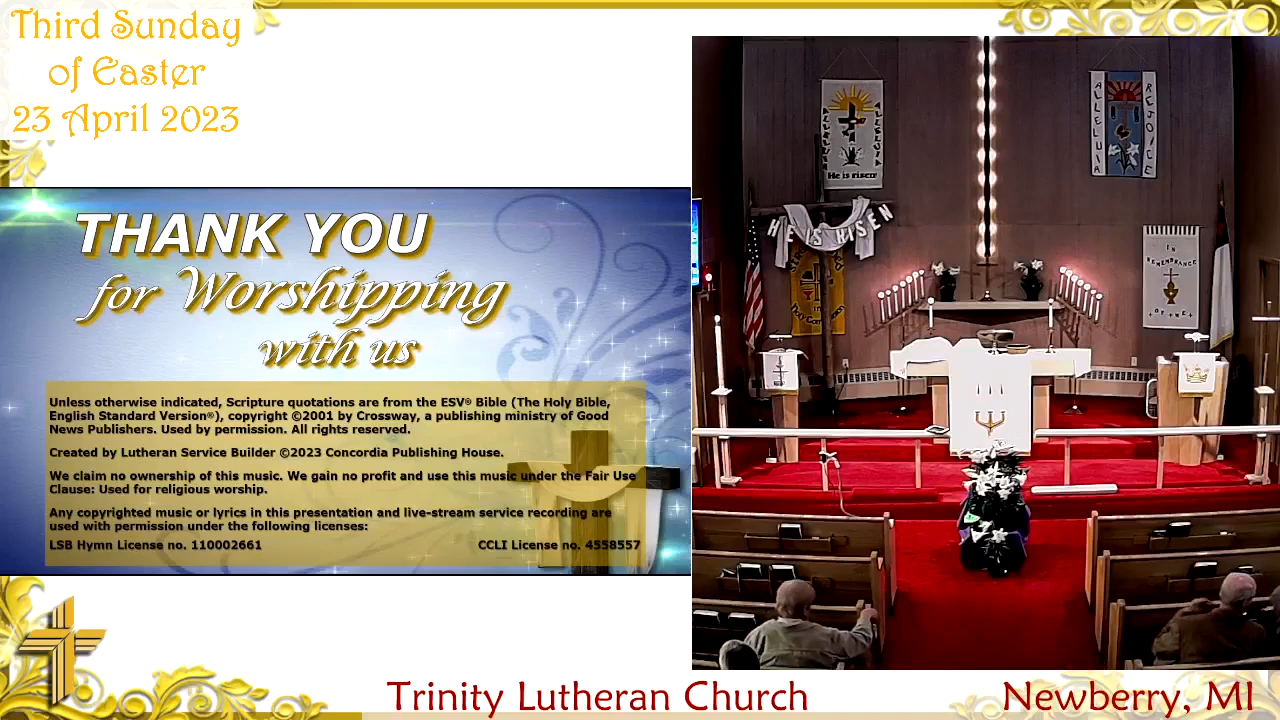 Third Sunday
of Easter
23 April 2023
THANK YOU
for Worshipping
with us
Unless otherwise indicated, Scripture quotations are from the ESV® Bible (The Holy Bible,
English Standard Version®), copyright ©2001 by Crossway, a publishing ministry of Good
News Publishers. Used by permission. All rights reserved.
Created by Lutheran Service Builder ©2023 Concordia Publishing House.
We claim no ownership of this music. We gain no profit and use this music under the Fair Use
Clause: Used for religious worship.
Any copyrighted music or lyrics in this presentation and live-stream service recording are
used with permission under the following licenses:
LSB Hymn License no. 110002661 CCLI License no. 4558557
ALLELUIA
ALLELUIA
He is risen!
ALLELUIA
REJOICE
HE IS RISEN
IN
REMEMBRANCE
OF ME
Holy Communion
Trinity Lutheran Church Newberry, MI